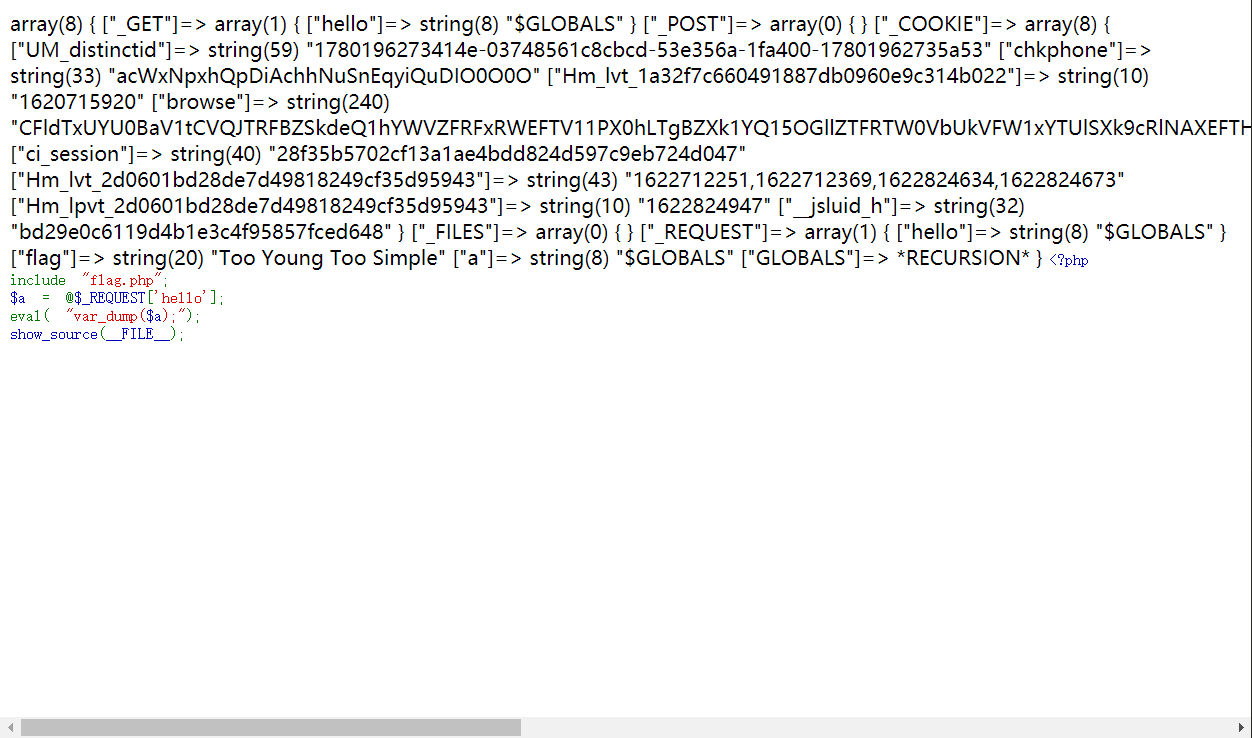 array(8) { ["_GET"]=> array(1) { ["hello"]=> string(8) "$GLOBALS" } ["_POST"]=> array(0) { } ["_COOKIE"]=> array(8) {
["UM_distinctid"]=> string(59) "1780196273414e-03748561c8cbcd-53e356a-1fa400-17801962735a53" ["chkphone"]=>
string(33) "acWxNpxhQpDiAchhNuSnEqyiQuDIO0O0O" ["Hm_lvt_1a32f7c660491887db0960e9c314b022"]=> string(10)
"1620715920" ["browse"]=> string(240)
"CFldTxUYU0BaV1tCVQJTRFBZSkdeQ1hYWVZFRFxRWEFTV11PX0hLTgBZXk1YQ15OGllZTFRTW0VbUkVFW1xYTUlSXk9cRlNAXEFTH
["ci_session"]=> string(40) "28f35b5702cf13a1ae4bdd824d597c9eb724d047"
["Hm_lvt_2d0601bd28de7d49818249cf35d95943"]=> string(43) "1622712251,1622712369,1622824634,1622824673"
["Hm_lpvt_2d0601bd28de7d49818249cf35d95943"]=> string(10) "1622824947" ["__jsluid_h"]=> string(32)
"bd29e0c6119d4b1e3c4f95857fced648" } ["_FILES"]=> array(0) { } ["_REQUEST"]=> array(1) { ["hello"]=> string(8) "$GLOBALS" }
["flag"]=> string(20) "Too Young Too Simple" ["a"]=> string(8) "$GLOBALS" ["GLOBALS"]=> *RECURSION* } <?php
include "flag.php";
$a = @$_REQUEST['hello'];
eval( "var_dump($a);");
show_source(__FILE__);